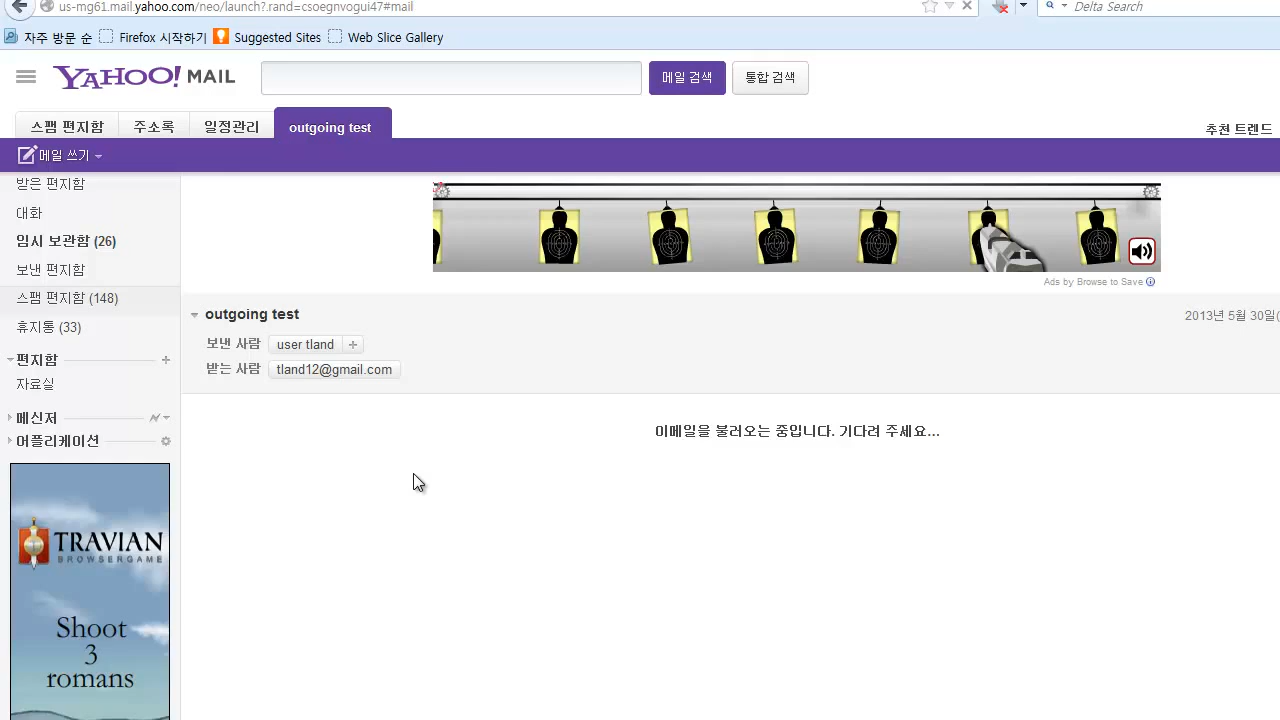 us-mg61.mail.yahoo.com/neo/launch?.rand=csoegnvogui47#mail
Delta Search
자주 방문 순 Firefox 시작하기 Suggested Sites Web Slice Gallery
YAHOO! MAIL 메일 검색 통합 검색
스팸 편지함 주소록 일정관리 outgoing test
추천 트렌드
메일 쓰기
받은 편지함
대화
임시 보관함 (26)
보낸 편지함
스팸 편지함 (148)
휴지통 (33)
편지함
자료실
메신저
어플리케이션
TRAVIAN
BROWSERGAME
Shoot
3
romans
Ads by Browse to Save
outgoing test
2013년 5월 30일(
보낸 사람 user tland +
받는 사람 tland12@gmail.com
이메일을 불러오는 중입니다. 기다려 주세요...